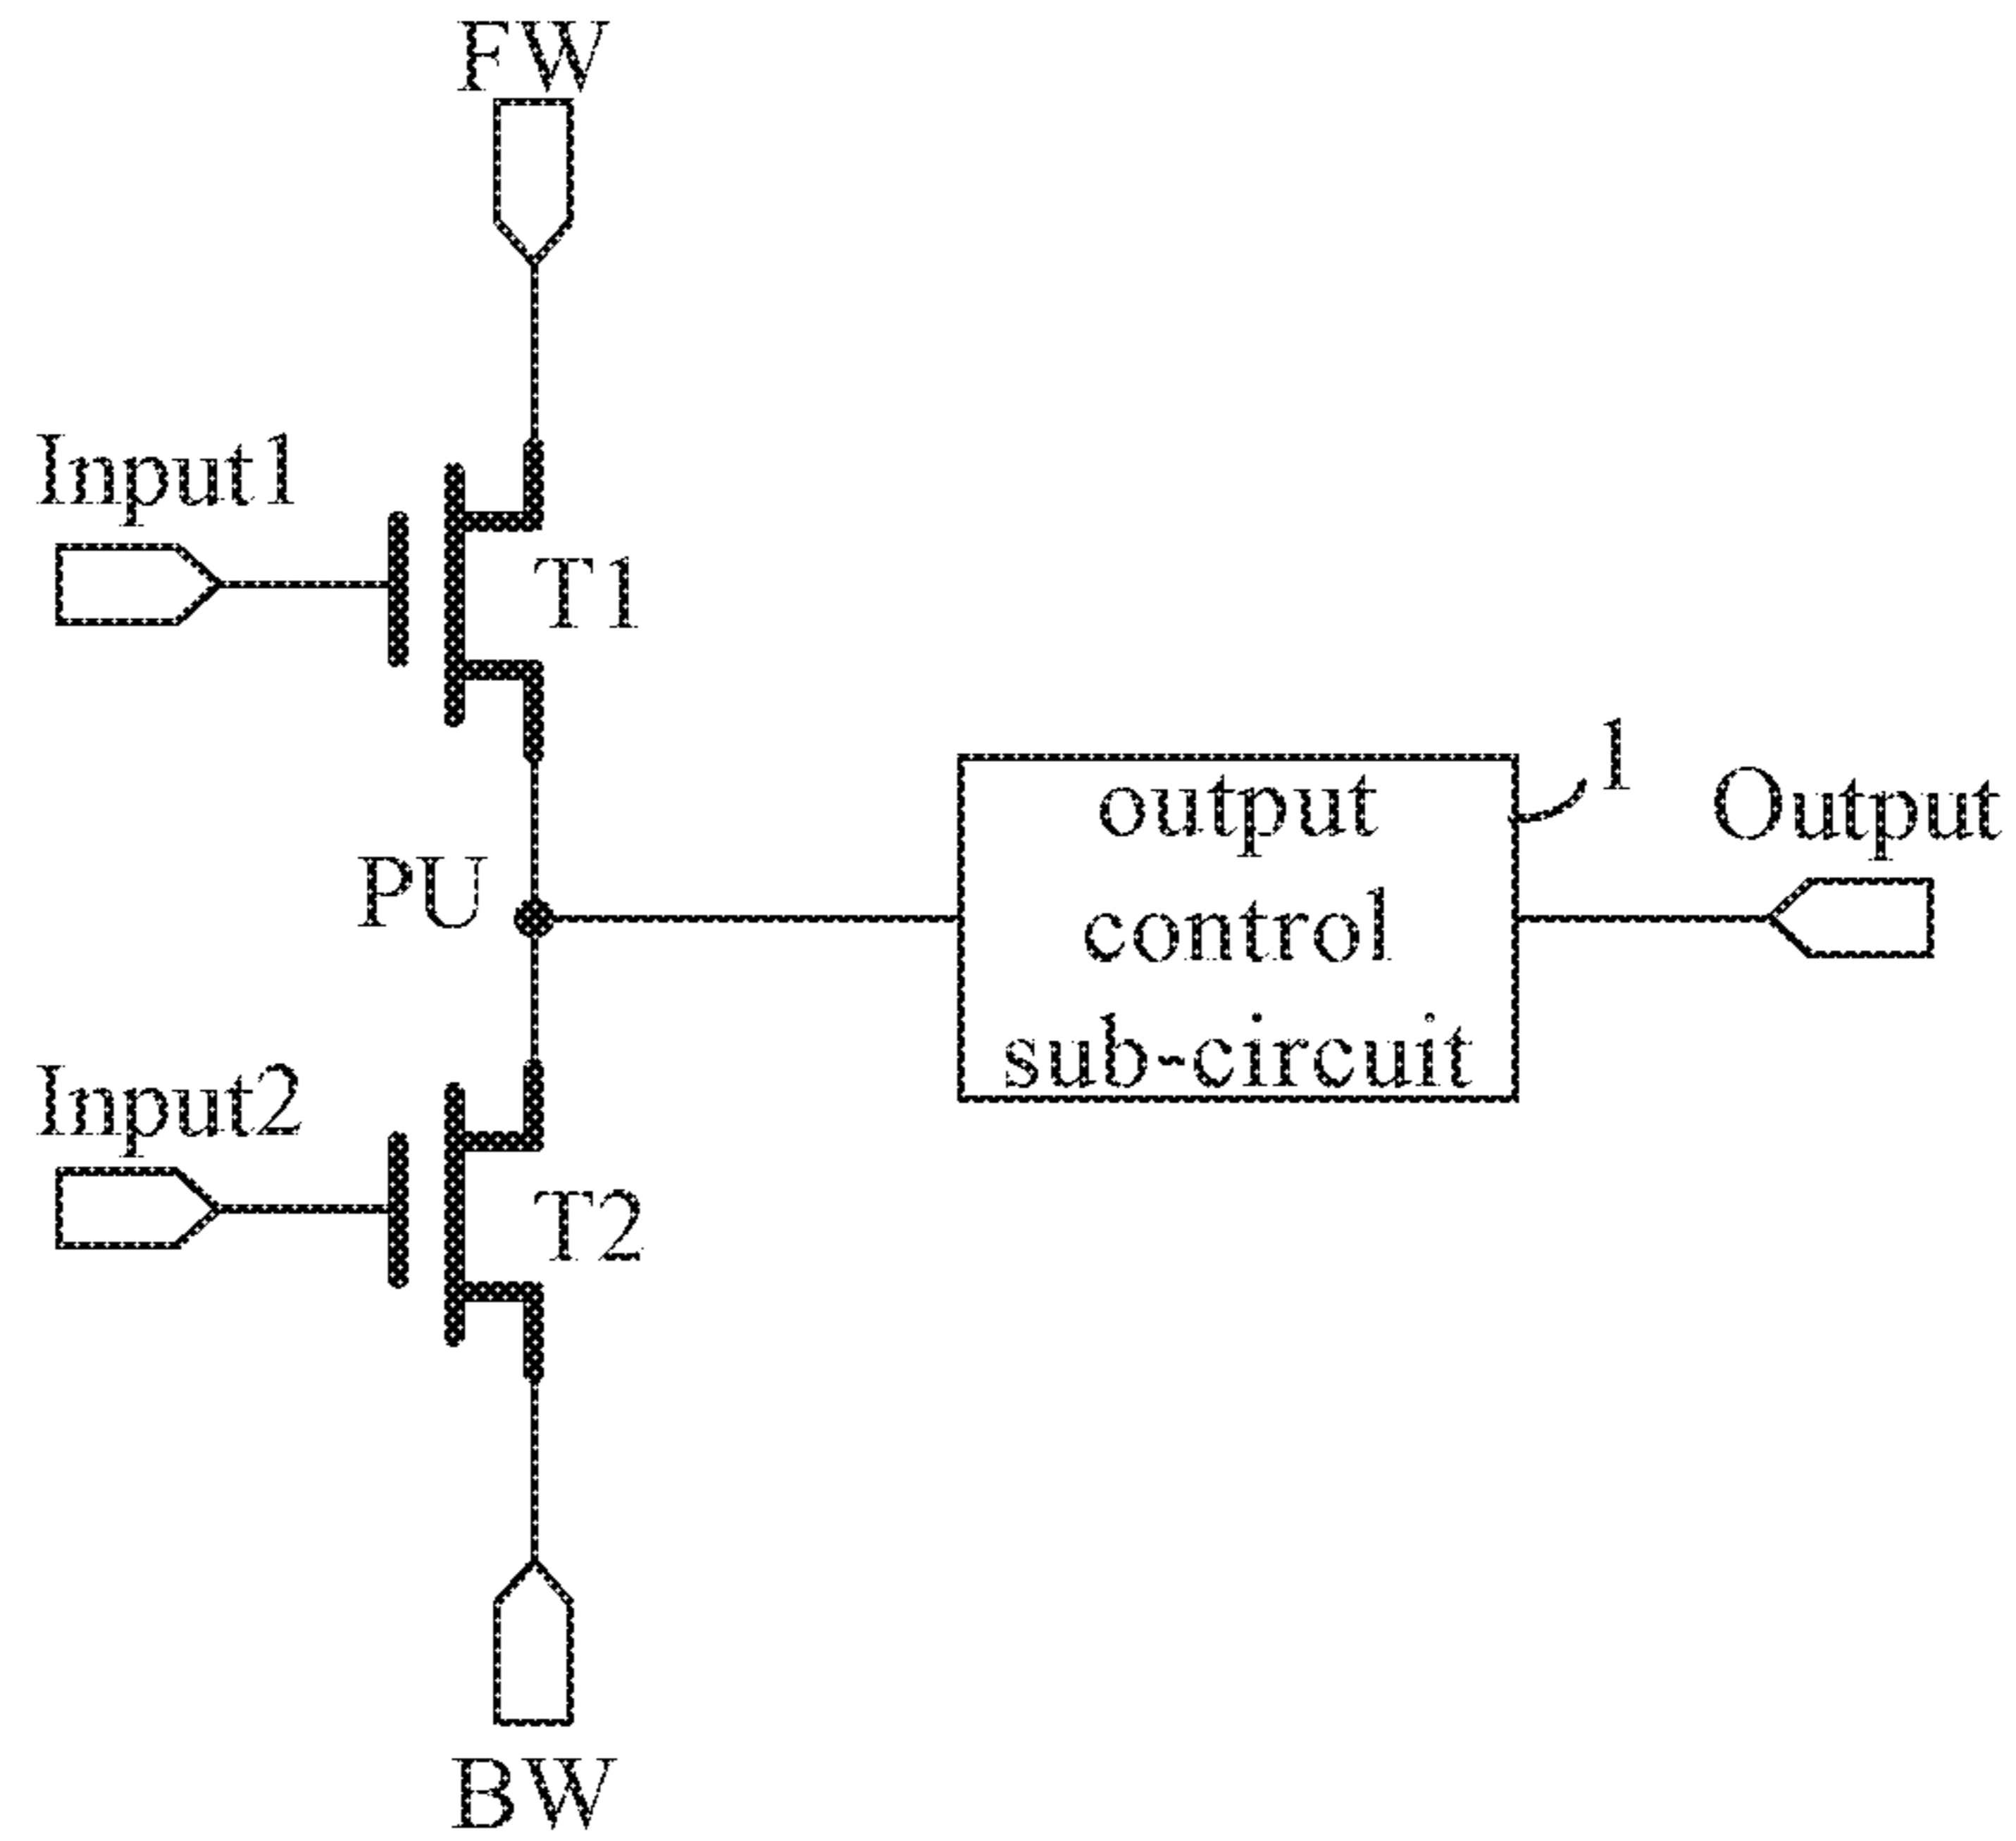 FW
Input1
T1
1
output
control
sub-circuit
Output
PU
Input2
T2
BW